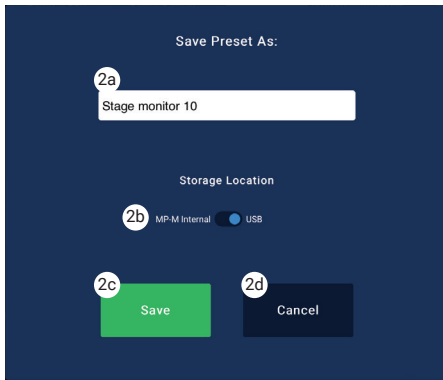 Save Preset As:
2a
Stage monitor 10
Storage Location
2b MP-M Internal USB
2c 2d
Save Cancel